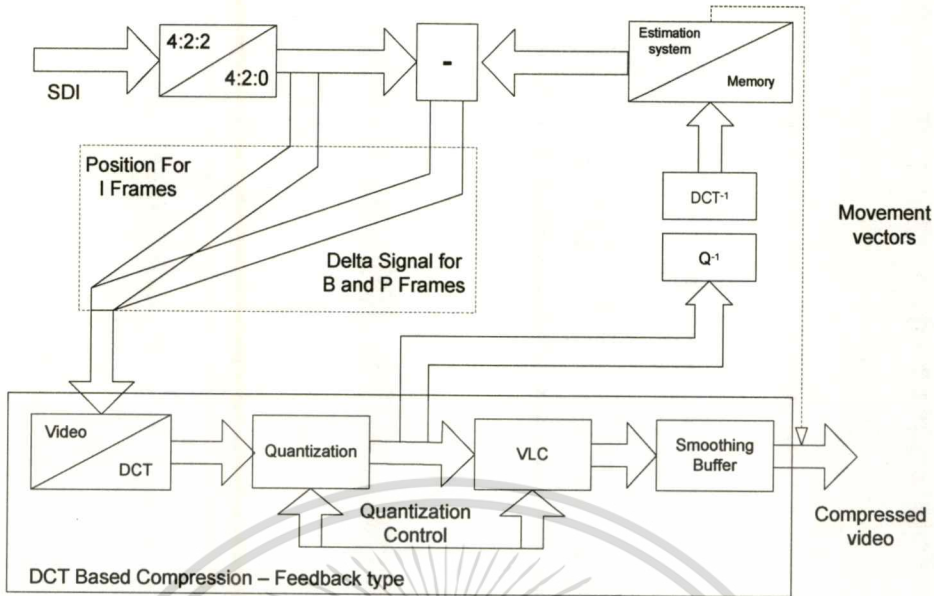 4:2:2
4:2:0
SDI
-
Estimation
system
Memory
Position For
I Frames
DCT-1
Movement
vectors
Q-1
Delta Signal for
B and P Frames
Video
DCT
Quantization
VLC
Smoothing
Buffer
Quantization
Control
Compressed
video
DCT Based Compression – Feedback type